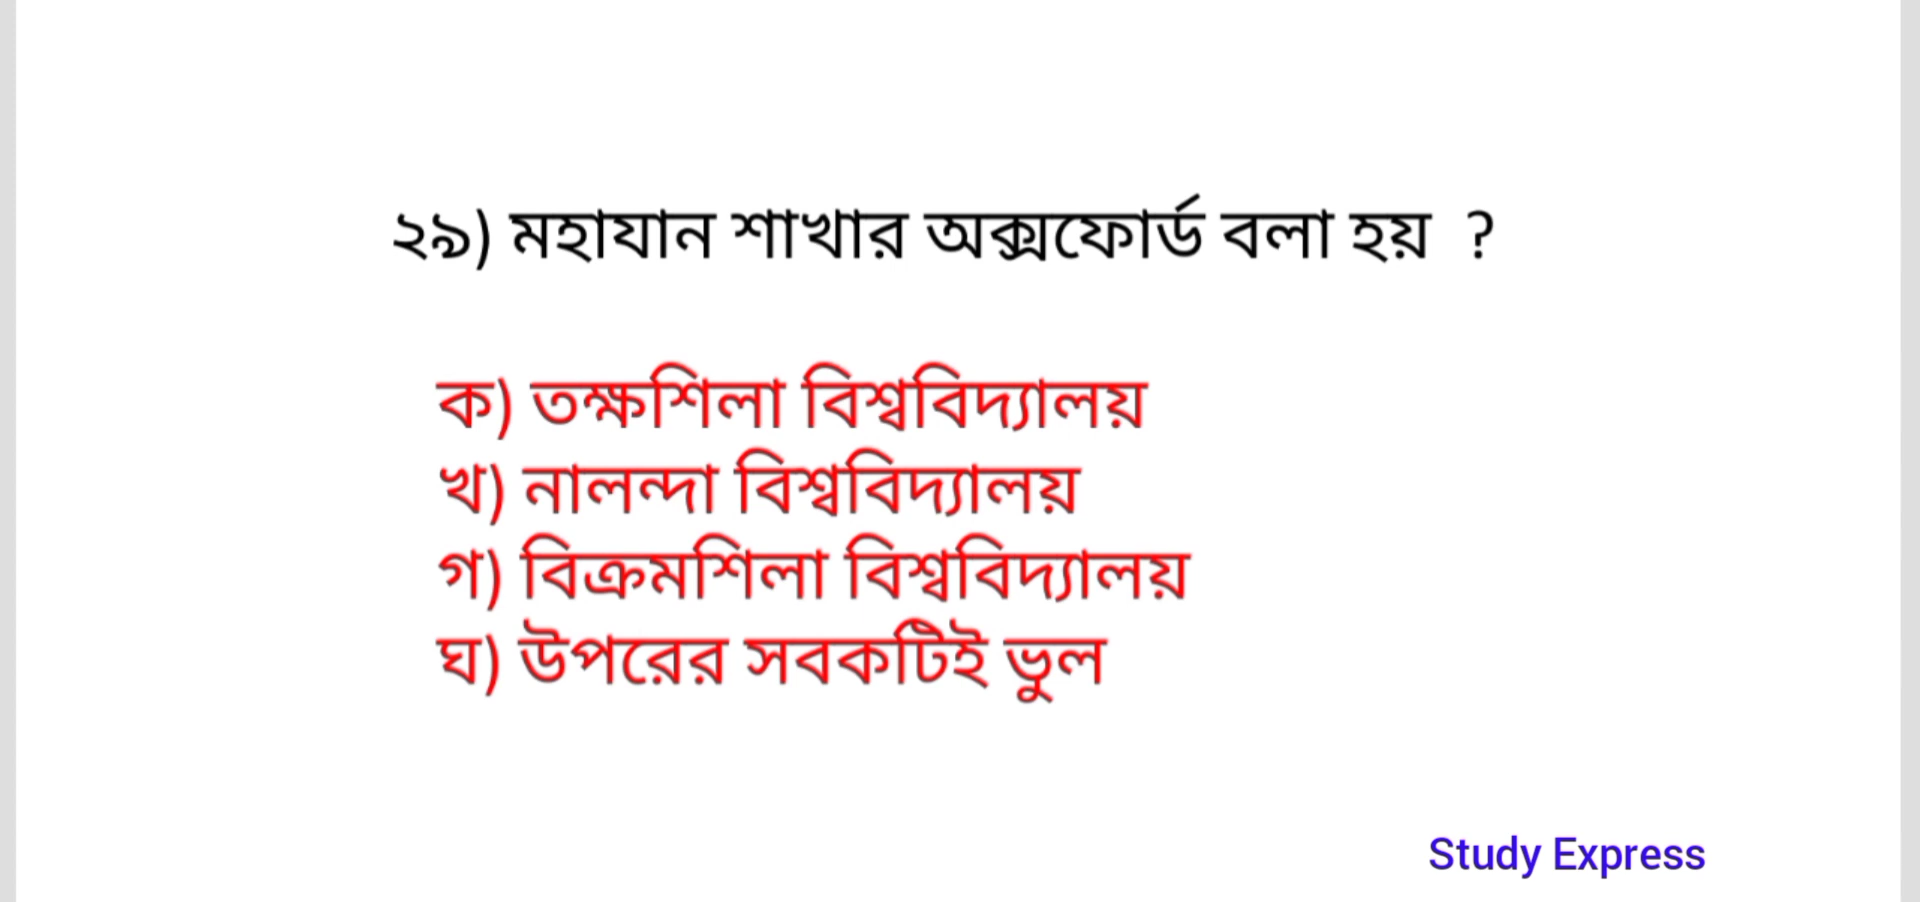 ২৯) মহাযান শাখার অক্সফোর্ড বলা হয় ?
ক) তক্ষশিলা বিশ্ববিদ্যালয়
খ) নালন্দা বিশ্ববিদ্যালয়
গ) বিক্রমশিলা বিশ্ববিদ্যালয়
ঘ) উপরের সবকটিই ভুল
Study Express